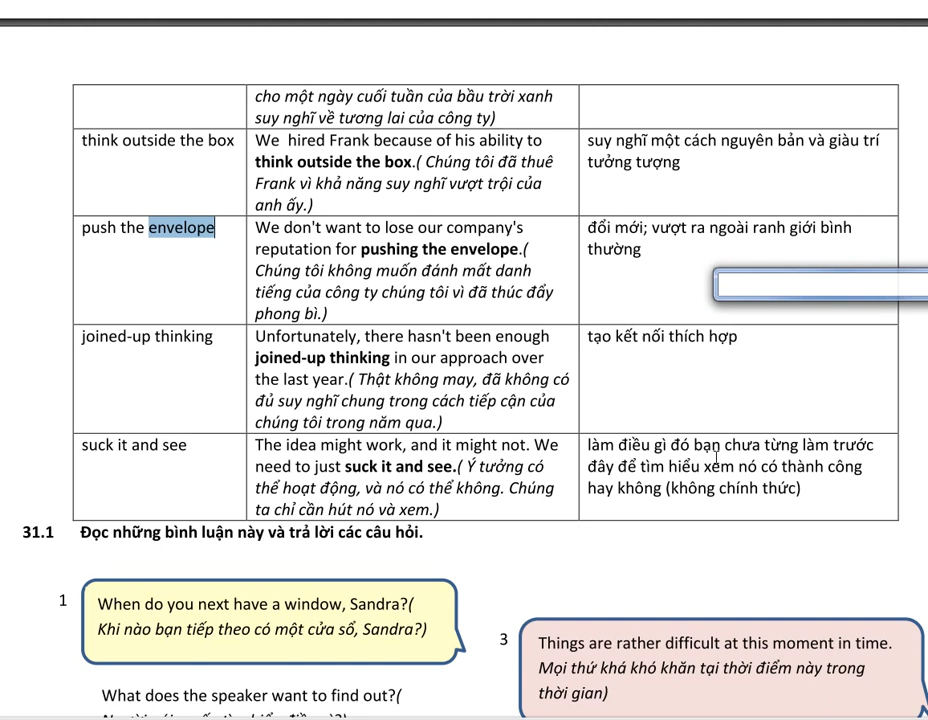 cho một ngày cuối tuần của bầu trời xanh
suy nghĩ về tương lai của công ty)
think outside the box
We  hired Frank because of his ability to
think outside the box.( Chúng tôi đã thuê
Frank vì khả năng suy nghĩ vượt trội của
anh ấy.)
suy nghĩ một cách nguyên bản và giàu trí
tưởng tượng
push the envelope
We don't want to lose our company's
reputation for pushing the envelope.(
Chúng tôi không muốn đánh mất danh
tiếng của công ty chúng tôi vì đã thúc đẩy
phong bì.)
đổi mới; vượt ra ngoài ranh giới bình
thường
joined-up thinking
Unfortunately, there hasn't been enough
joined-up thinking in our approach over
the last year.( Thật không may, đã không có
đủ suy nghĩ chung trong cách tiếp cận của
chúng tôi trong năm qua.)
tạo kết nối thích hợp
suck it and see
The idea might work, and it might not. We
need to just suck it and see.( Ý tưởng có
thể hoạt động, và nó có thể không. Chúng
ta chỉ cần hút nó và xem.)
làm điều gì đó bạn chưa từng làm trước
đây để tìm hiểu xem nó có thành công
hay không (không chính thức)
31.1 Đọc những bình luận này và trả lời các câu hỏi.
1
When do you next have a window, Sandra?(
Khi nào bạn tiếp theo có một cửa sổ, Sandra?)
What does the speaker want to find out?(
3
Things are rather difficult at this moment in time.
Mọi thứ khá khó khăn tại thời điểm này trong
thời gian)